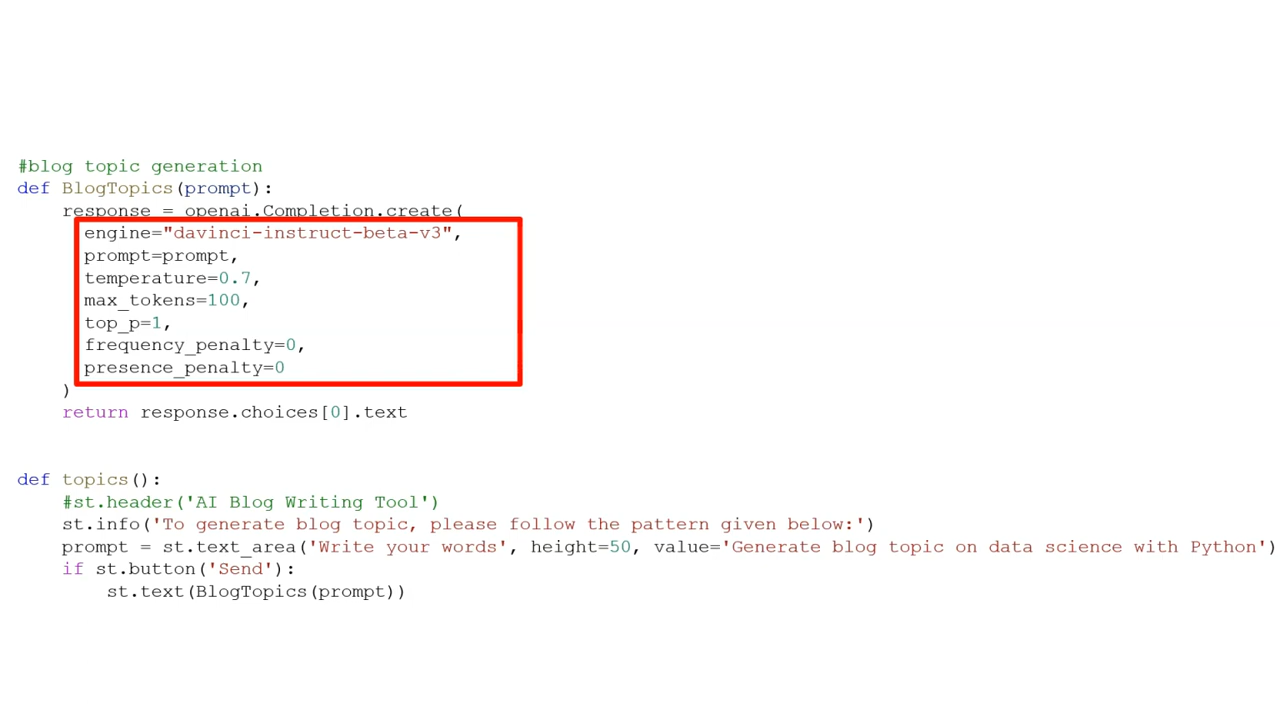 #blog topic generation
def BlogTopics(prompt):
    response = openai.Completion.create(
      engine="davinci-instruct-beta-v3",
      prompt=prompt,
      temperature=0.7,
      max_tokens=100,
      top_p=1,
      frequency_penalty=0,
      presence_penalty=0
    )
    return response.choices[0].text
def topics():
    #st.header('AI Blog Writing Tool')
    st.info('To generate blog topic, please follow the pattern given below:')
    prompt = st.text_area('Write your words', height=50, value='Generate blog topic on data science with Python')
    if st.button('Send'):
        st.text(BlogTopics(prompt))